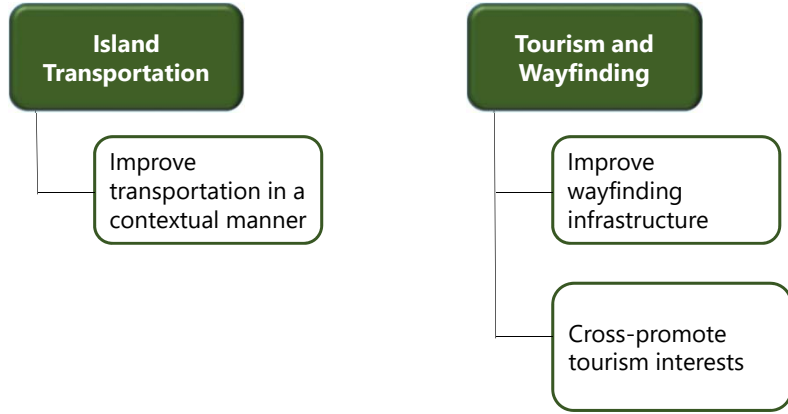 Island
Transportation
Improve
transportation in a
contextual manner
Tourism and
Wayfinding
Improve
wayfinding
infrastructure
Cross-promote
tourism interests